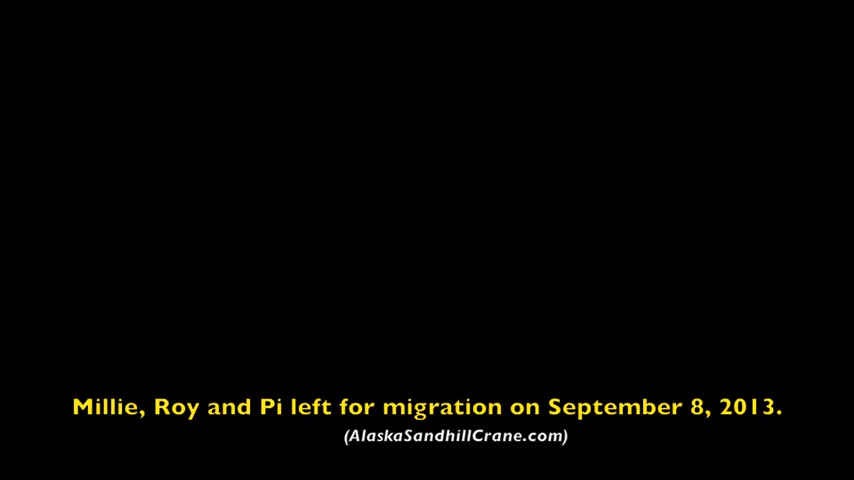 Millie, Roy and Pi left for migration on September 8, 2013.
(AlaskaSandhillCrane.com)